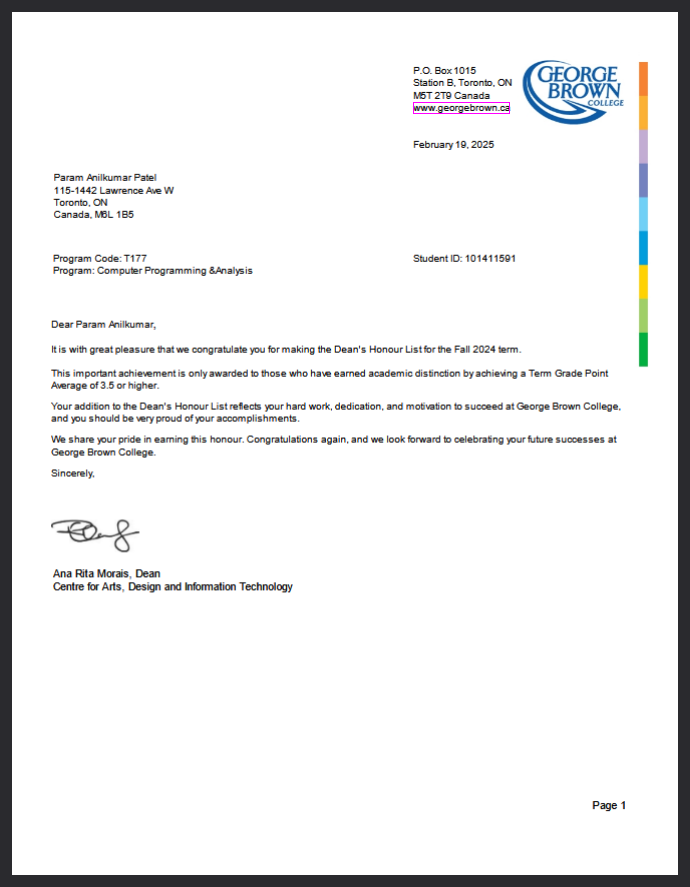 P.O. Box 1015
Station B, Toronto, ON
M5T 2T9 Canada
www.georgebrown.ca
GEORGE
BROWN
COLLEGE
February 19, 2025
Param Anilkumar Patel
115-1442 Lawrence Ave W
Toronto, ON
Canada, M6L 1B5
Program Code: T177
Student ID: 101411591
Program: Computer Programming &Analysis
Dear Param Anilkumar,
It is with great pleasure that we congratulate you for making the Dean's Honour List for the Fall 2024 term.
This important achievement is only awarded to those who have earned academic distinction by achieving a Term Grade Point
Average of 3.5 or higher.
Your addition to the Dean's Honour List reflects your hard work, dedication, and motivation to succeed at George Brown College,
and you should be very proud of your accomplishments.
We share your pride in earning this honour. Congratulations again, and we look forward to celebrating your future successes at
George Brown College.
Sincerely,
Ana Rita Morais, Dean
Centre for Arts, Design and Information Technology
Page 1